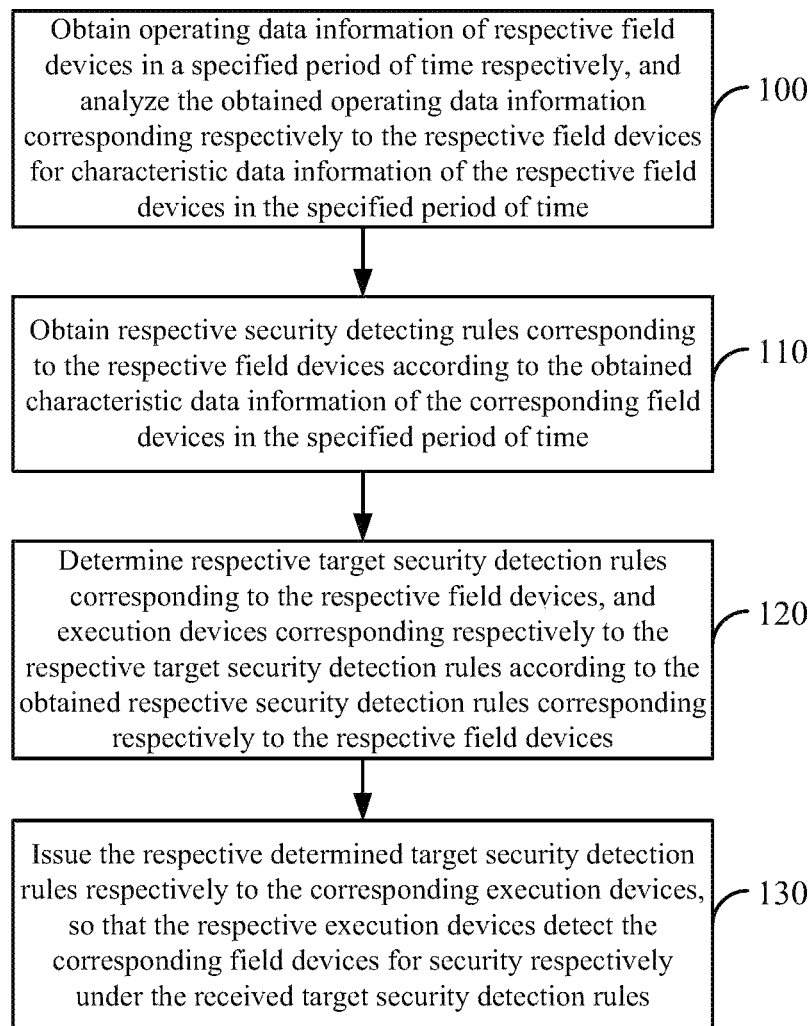 Obtain operating data information of respective field
devices in a specified period of time respectively, and
analyze the obtained operating data information
corresponding respectively to the respective field devices
for characteristic data information of the respective field
devices in the specified period of time
100
Obtain respective security detecting rules corresponding
to the respective field devices according to the obtained
characteristic data information of the corresponding field
devices in the specified period of time
110
Determine respective target security detection rules
corresponding to the respective field devices, and
execution devices corresponding respectively to the
respective target security detection rules according to the
obtained respective security detection rules corresponding
respectively to the respective field devices
120
Issue the respective determined target security detection
rules respectively to the corresponding execution devices,
so that the respective execution devices detect the
corresponding field devices for security respectively
under the received target security detection rules
130